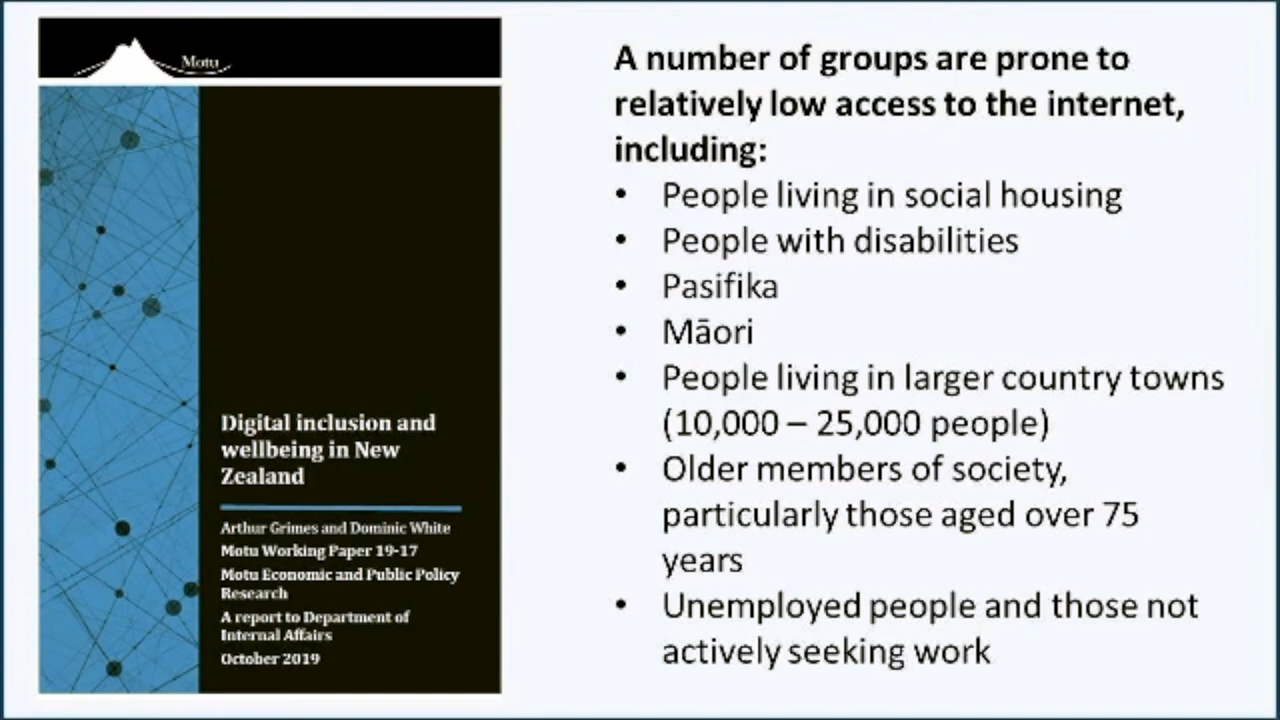 Motu
Digital inclusion and
wellbeing in New
Zealand
Arthur Grimes and Dominic White
Motu Working Paper 19-17
Motu Economic and Public Policy
Research
A report to Department of
Internal Affairs
October 2019
A number of groups are prone to
relatively low access to the internet,
including:
• People living in social housing
• People with disabilities
• Pasifika
• Māori
• People living in larger country towns
(10,000 – 25,000 people)
• Older members of society,
particularly those aged over 75
years
• Unemployed people and those not
actively seeking work